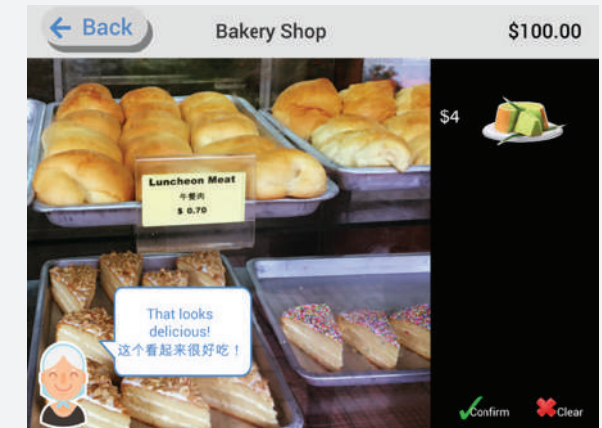 Back
Bakery Shop
$100.00
$4
Luncheon Meat
午餐肉
$ 0.70
That looks
delicious!
这个看起来很好吃！
Confirm
Clear